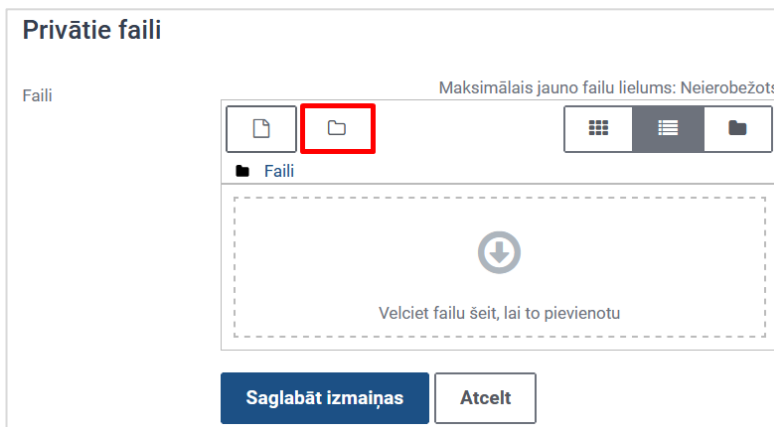 Privātie faili
Faili
Maksimālais jauno failu lielums: Neierobežots
Faili
Velciet failu šeit, lai to pievienotu
Saglabāt izmaiņas
Atcelt